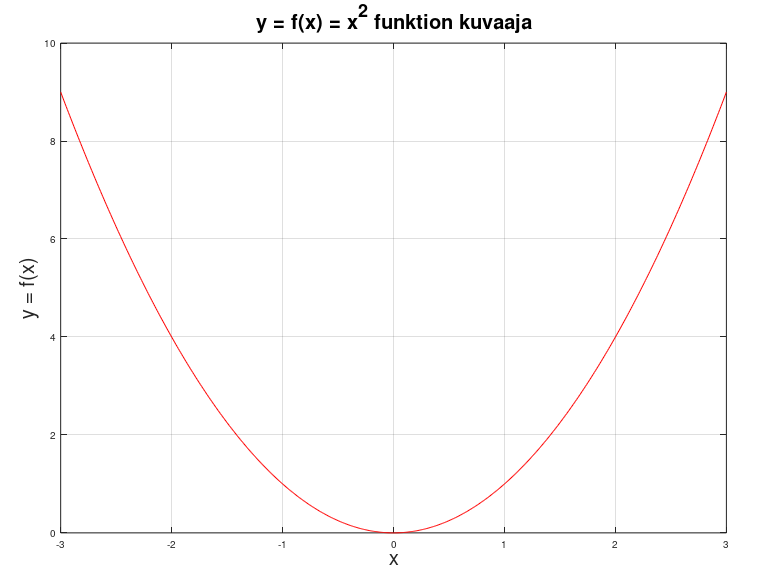 y = f(x) = x² funktion kuvaaja
10
8
6
4
2
0
y = f(x)
-3 -2 -1 0 1 2 3
x